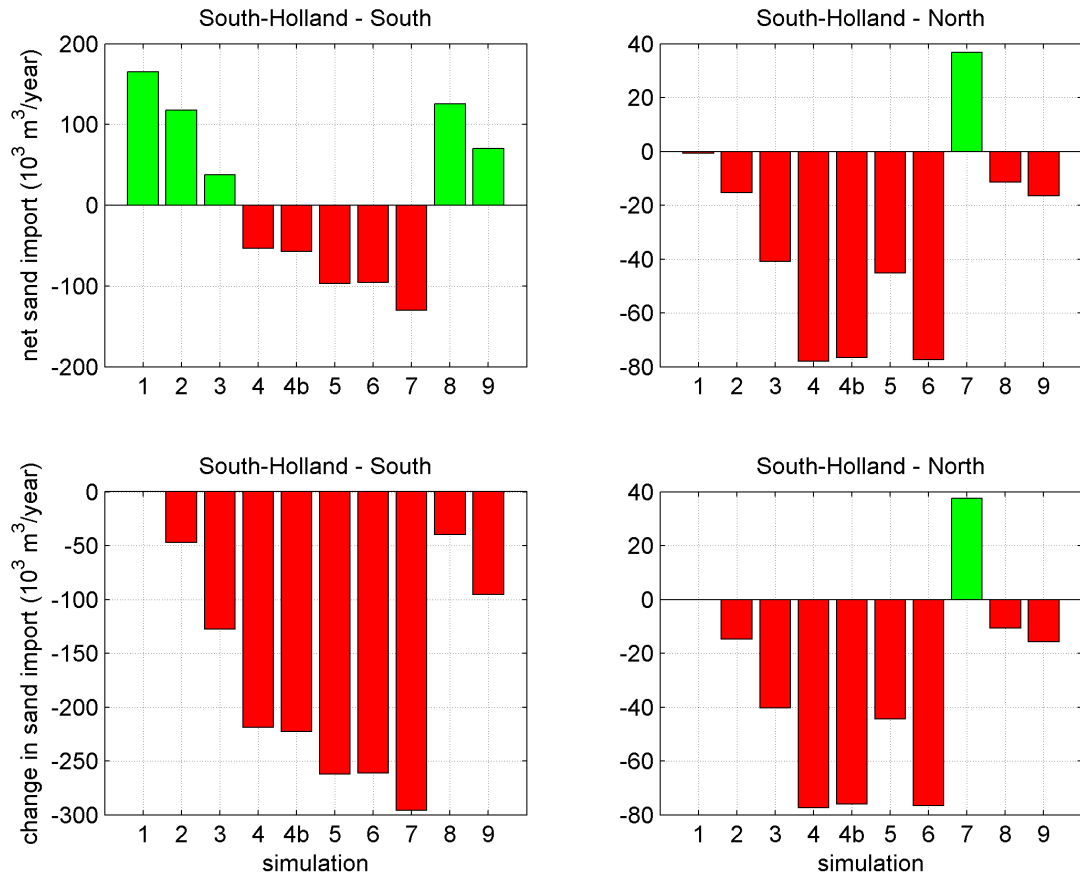 South-Holland - South
net sand import (10³ m³/year)
200
100
0
-100
-200
1 2 3 4 4b 5 6 7 8 9
South-Holland - North
40
20
0
-20
-40
-60
-80
1 2 3 4 4b 5 6 7 8 9
South-Holland - South
change in sand import (10³ m³/year)
0
-50
-100
-150
-200
-250
-300
1 2 3 4 4b 5 6 7 8 9
simulation
South-Holland - North
40
20
0
-20
-40
-60
-80
1 2 3 4 4b 5 6 7 8 9
simulation